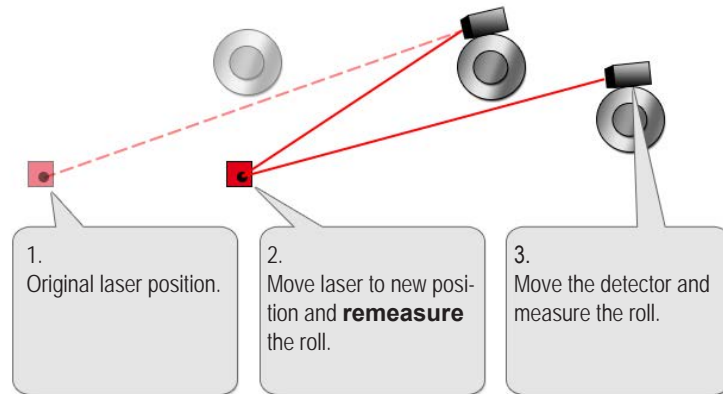 1.
Original laser position.
2.
Move laser to new posi-
tion and remeasure
the roll.
3.
Move the detector and
measure the roll.